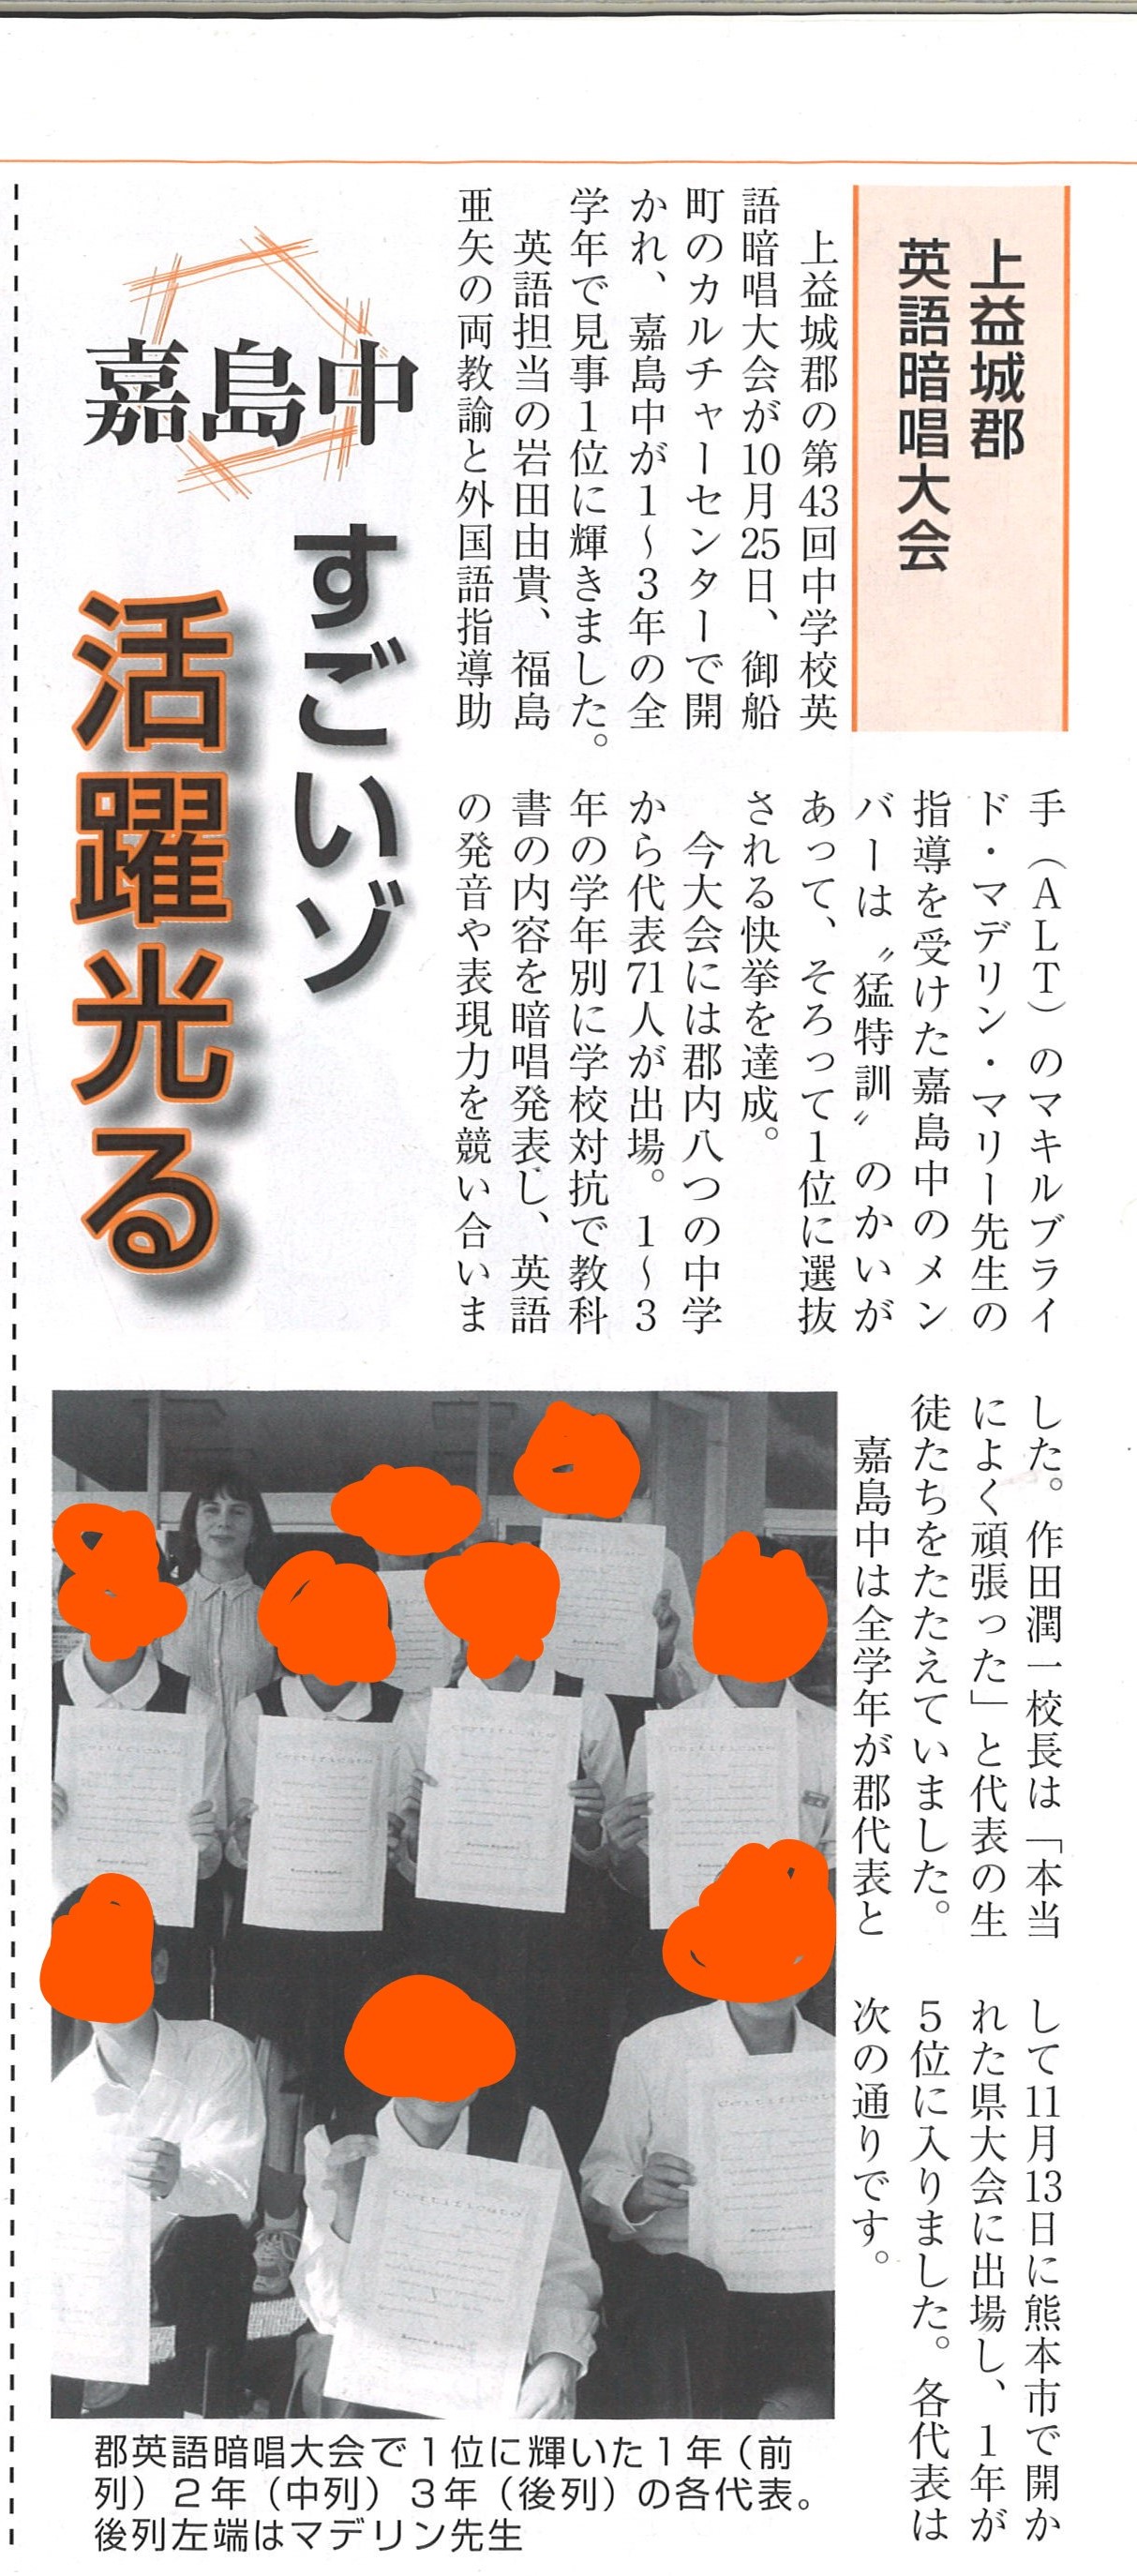 上益城郡
英語暗唱大会
嘉島中
すごいゾ
活躍光る
上益城郡の第43回中学校英
語暗唱大会が10月25日、御船
町のカルチャーセンターで開
かれ、嘉島中が1〜3年の全
学年で見事1位に輝きました。
英語担当の岩田由貴、福島
亜矢の両教諭と外国語指導助
手（ALT）のマキルブライ
ド・マデリン・マリー先生の
指導を受けた嘉島中のメン
バーは〝猛特訓〟のかいが
あって、そろって1位に選抜
される快挙を達成。
今大会には郡内八つの中学
から代表71人が出場。1〜3
年の学年別に学校対抗で教科
書の内容を暗唱発表し、英語
の発音や表現力を競い合いま
した。作田潤一校長は「本当
によく頑張った」と代表の生
徒たちをたたえていました。
嘉島中は全学年が郡代表と
して11月13日に熊本市で開か
れた県大会に出場し、1年が
5位に入りました。各代表は
次の通りです。
Certificate
Certificate
Certificate
Certificate
Certificate
Certificate
郡英語暗唱大会で1位に輝いた1年（前
列）2年（中列）3年（後列）の各代表。
後列左端はマデリン先生